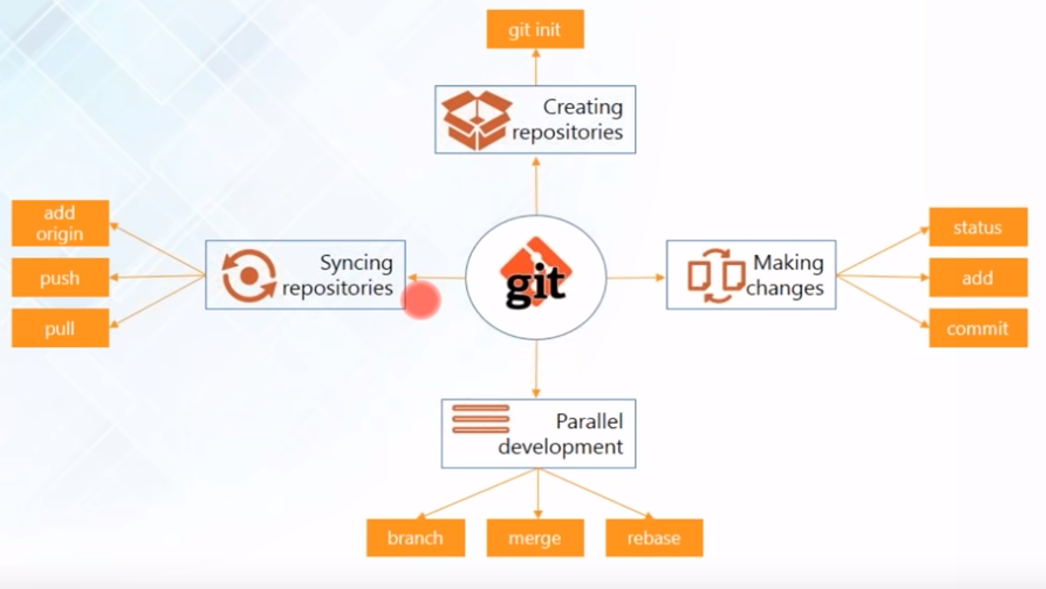 git init
Creating
repositories
add
origin
push
pull
Syncing
repositories
git
Making
changes
status
add
commit
Parallel
development
branch
merge
rebase